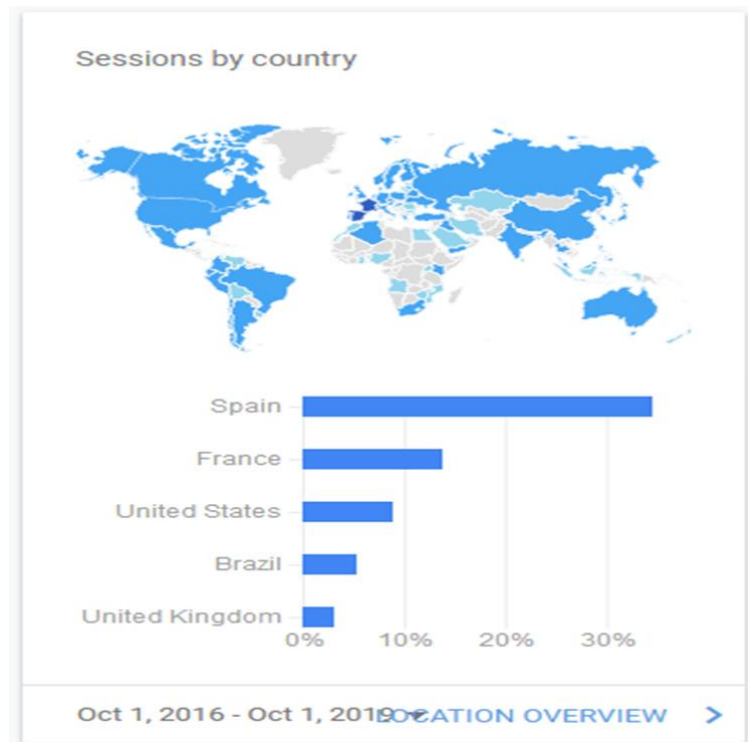 Sessions by country
Spain
France
United States
Brazil
United Kingdom
0% 10% 20% 30%
Oct 1, 2016 - Oct 1, 2019 LOCATION OVERVIEW >